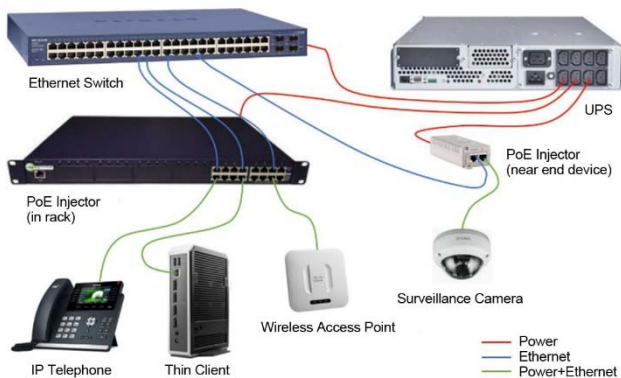 NETGEAR
Ethernet Switch
UPS
PoE Injector
(near end device)
PoE Injector
(in rack)
Surveillance Camera
Wireless Access Point
IP Telephone
Thin Client
Power
Ethernet
Power+Ethernet